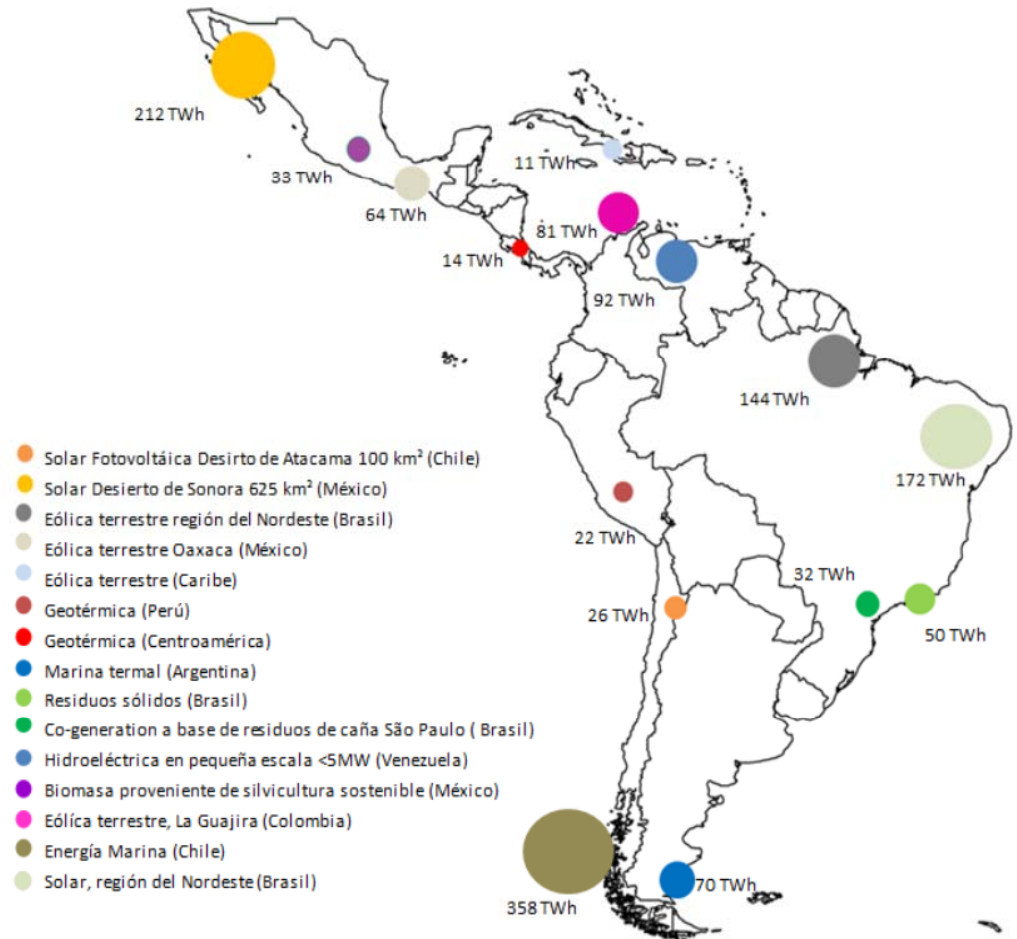 212 TWh
33 TWh
64 TWh
11 TWh
81 TWh
14 TWh
92 TWh
144 TWh
172 TWh
22 TWh
32 TWh
26 TWh
50 TWh
358 TWh
70 TWh
Solar Fotovoltáica Desirto de Atacama 100 km² (Chile)
Solar Desierto de Sonora 625 km² (México)
Eólica terrestre región del Nordeste (Brasil)
Eólica terrestre Oaxaca (México)
Eólica terrestre (Caribe)
Geotérmica (Perú)
Geotérmica (Centroamérica)
Marina termal (Argentina)
Residuos sólidos (Brasil)
Co-generation a base de residuos de caña São Paulo ( Brasil)
Hidroeléctrica en pequeña escala <5MW (Venezuela)
Biomasa proveniente de silvicultura sostenible (México)
Eólíca terrestre, La Guajira (Colombia)
Energía Marina (Chile)
Solar, región del Nordeste (Brasil)